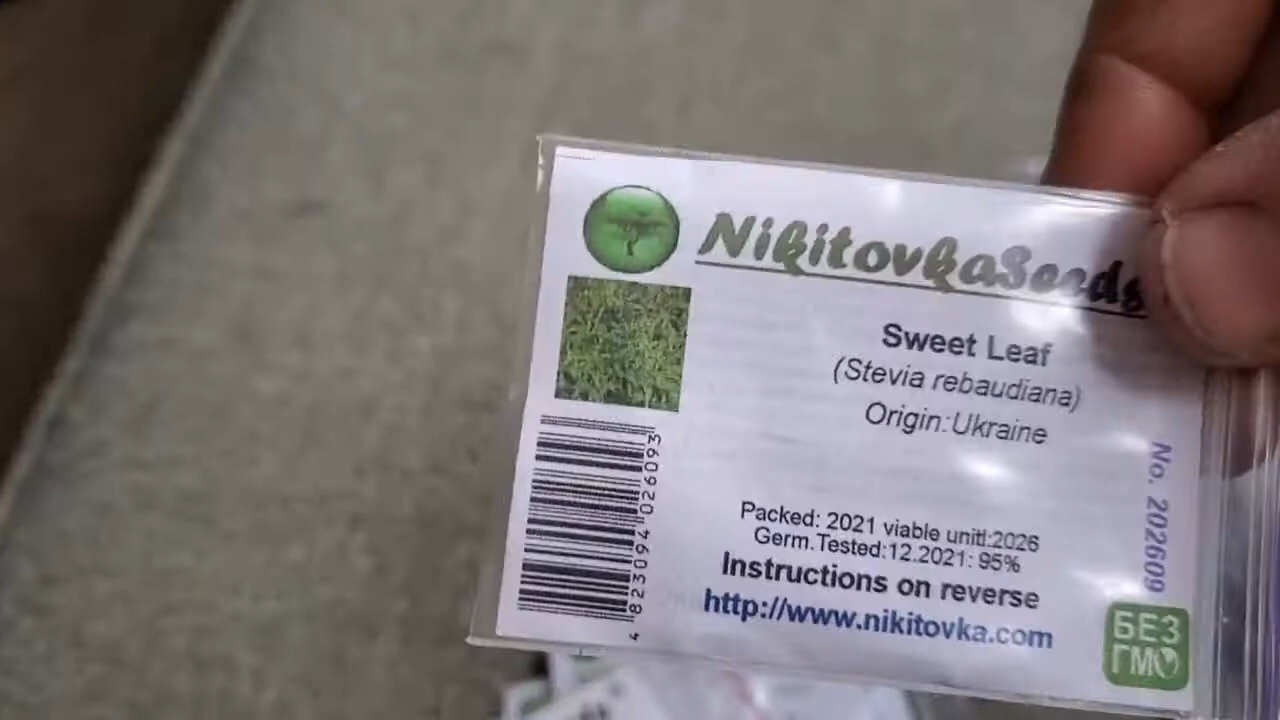 NikitovkaSeeds
Sweet Leaf
(Stevia rebaudiana)
Origin:Ukraine
Packed: 2021 viable unitl:2026
Germ.Tested:12.2021: 95%
Instructions on reverse
http://www.nikitovka.com
4 823094 026093
No. 202609
БЕЗ
ГМО